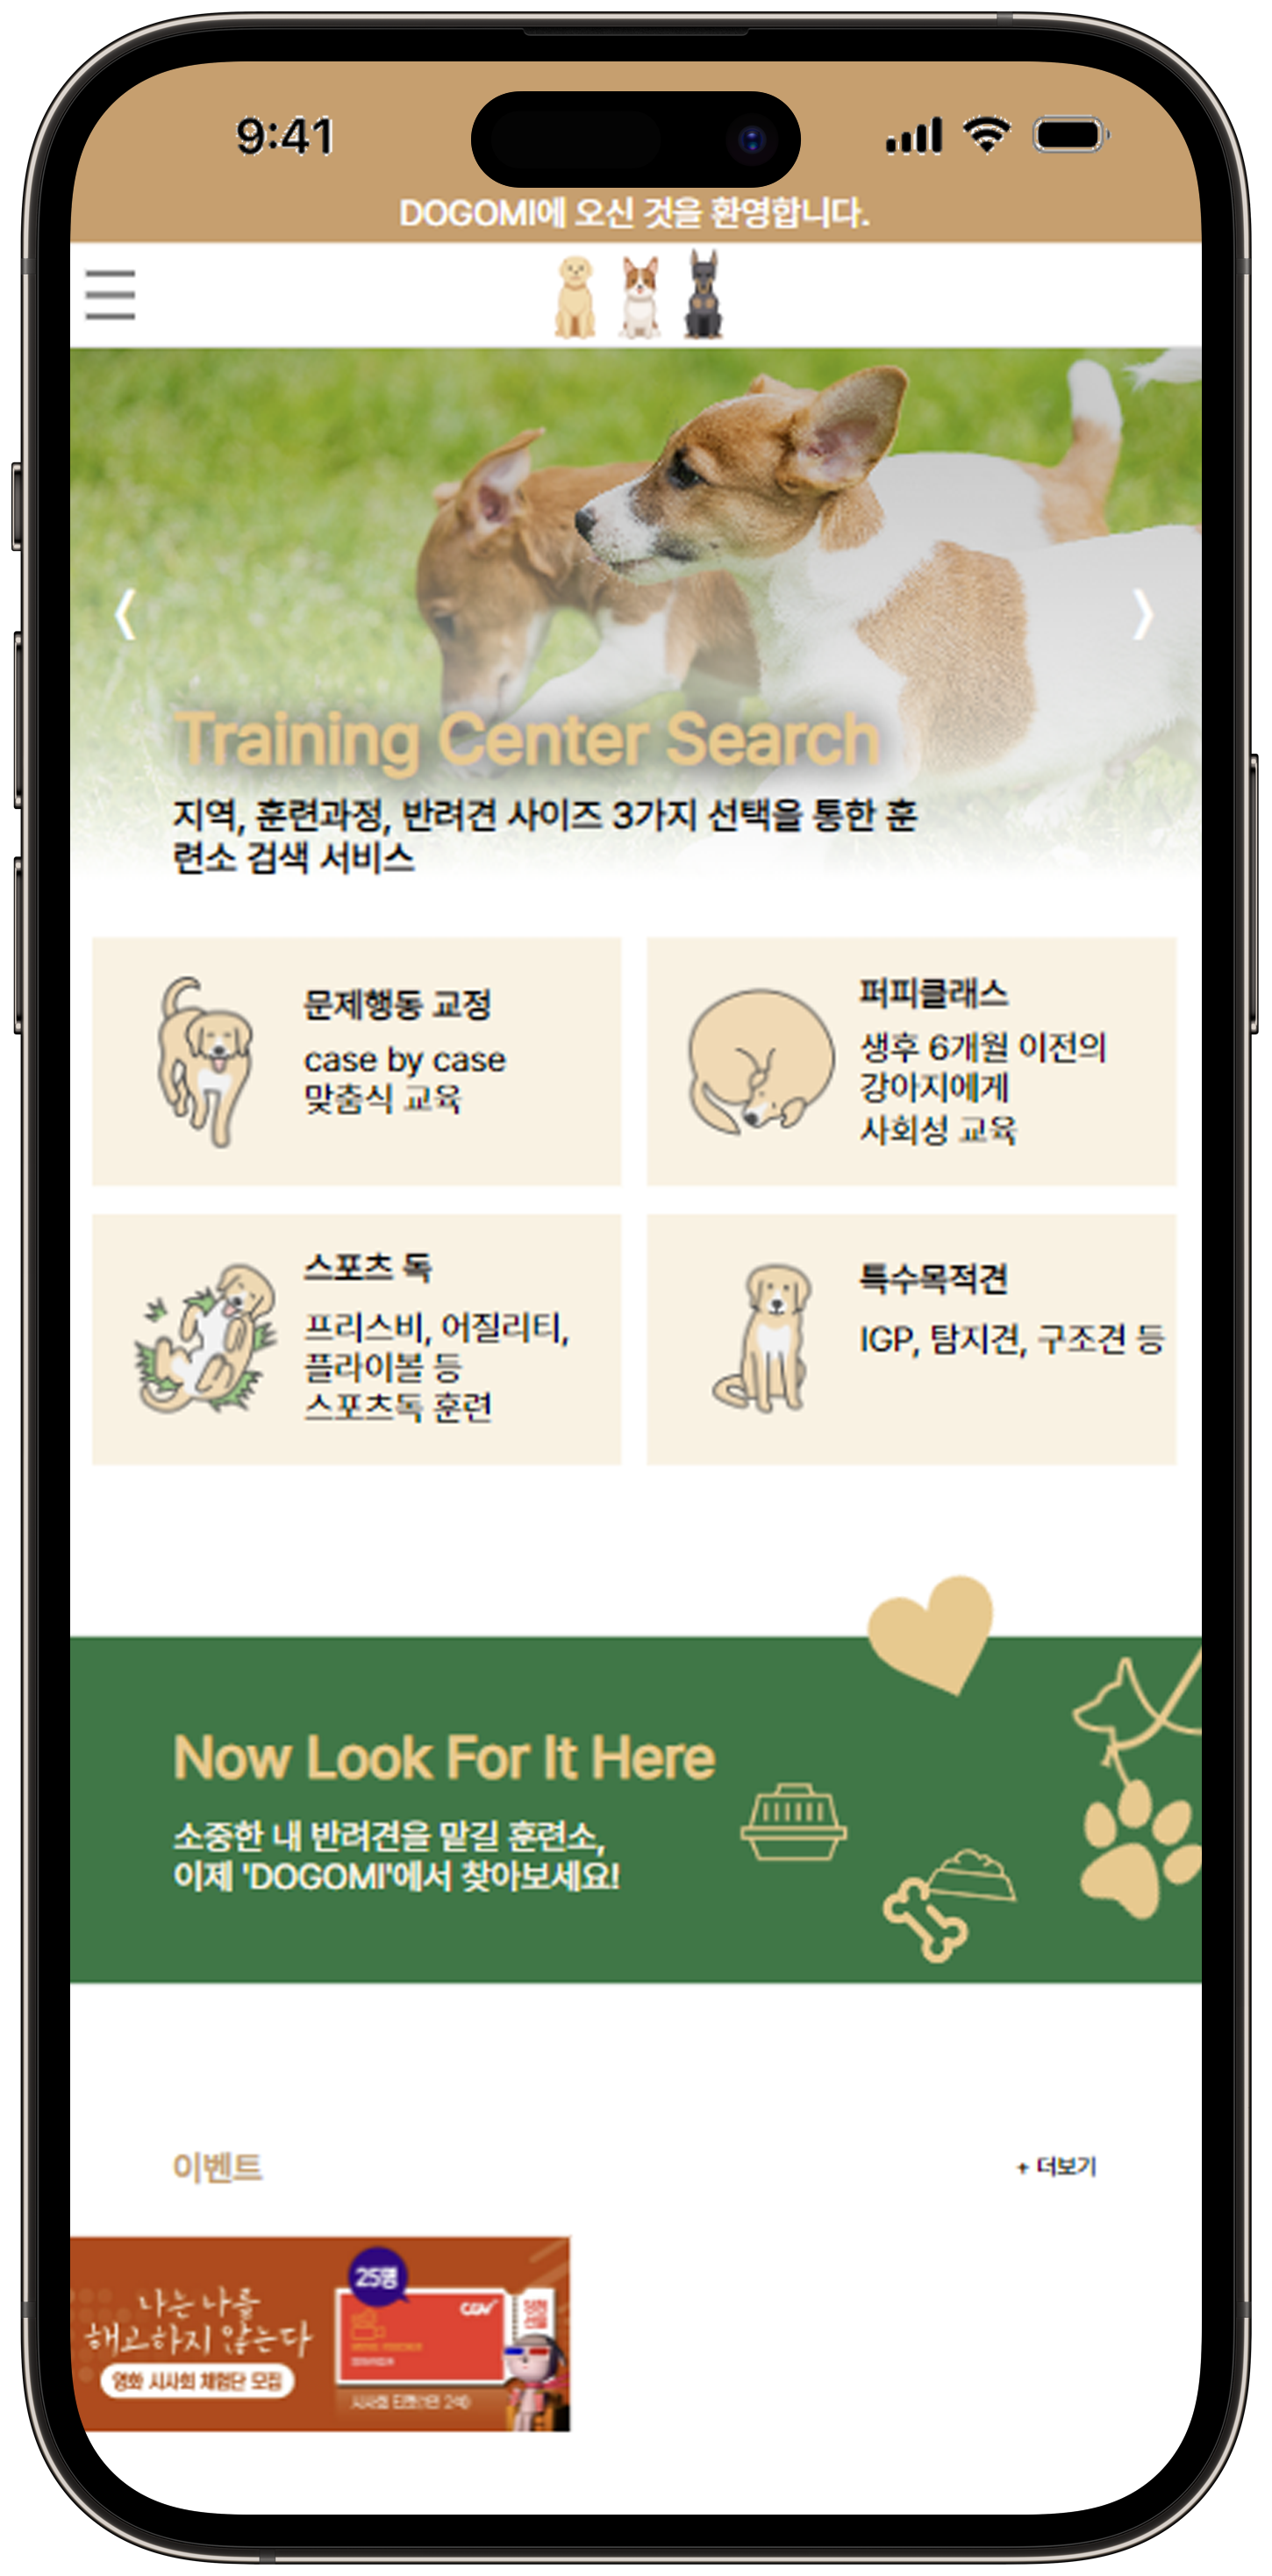 9:41
DOGOMI에 오신 것을 환영합니다.
Training Center Search
지역, 훈련과정, 반려견 사이즈 3가지 선택을 통한 훈
련소 검색 서비스
문제행동 교정
case by case
맞춤식 교육
퍼피클래스
생후 6개월 이전의
강아지에게
사회성 교육
스포츠 독
프리스비, 어질리티,
플라이볼 등
스포츠독 훈련
특수목적견
IGP, 탐지견, 구조견 등
Now Look For It Here
소중한 내 반려견을 맡길 훈련소,
이제 'DOGOMI'에서 찾아보세요!
이벤트
+ 더보기
나는 나를
해고하지 않는다
영화 시사회 체험단 모집
25명
CGV
시사회 티켓(1인 2석)